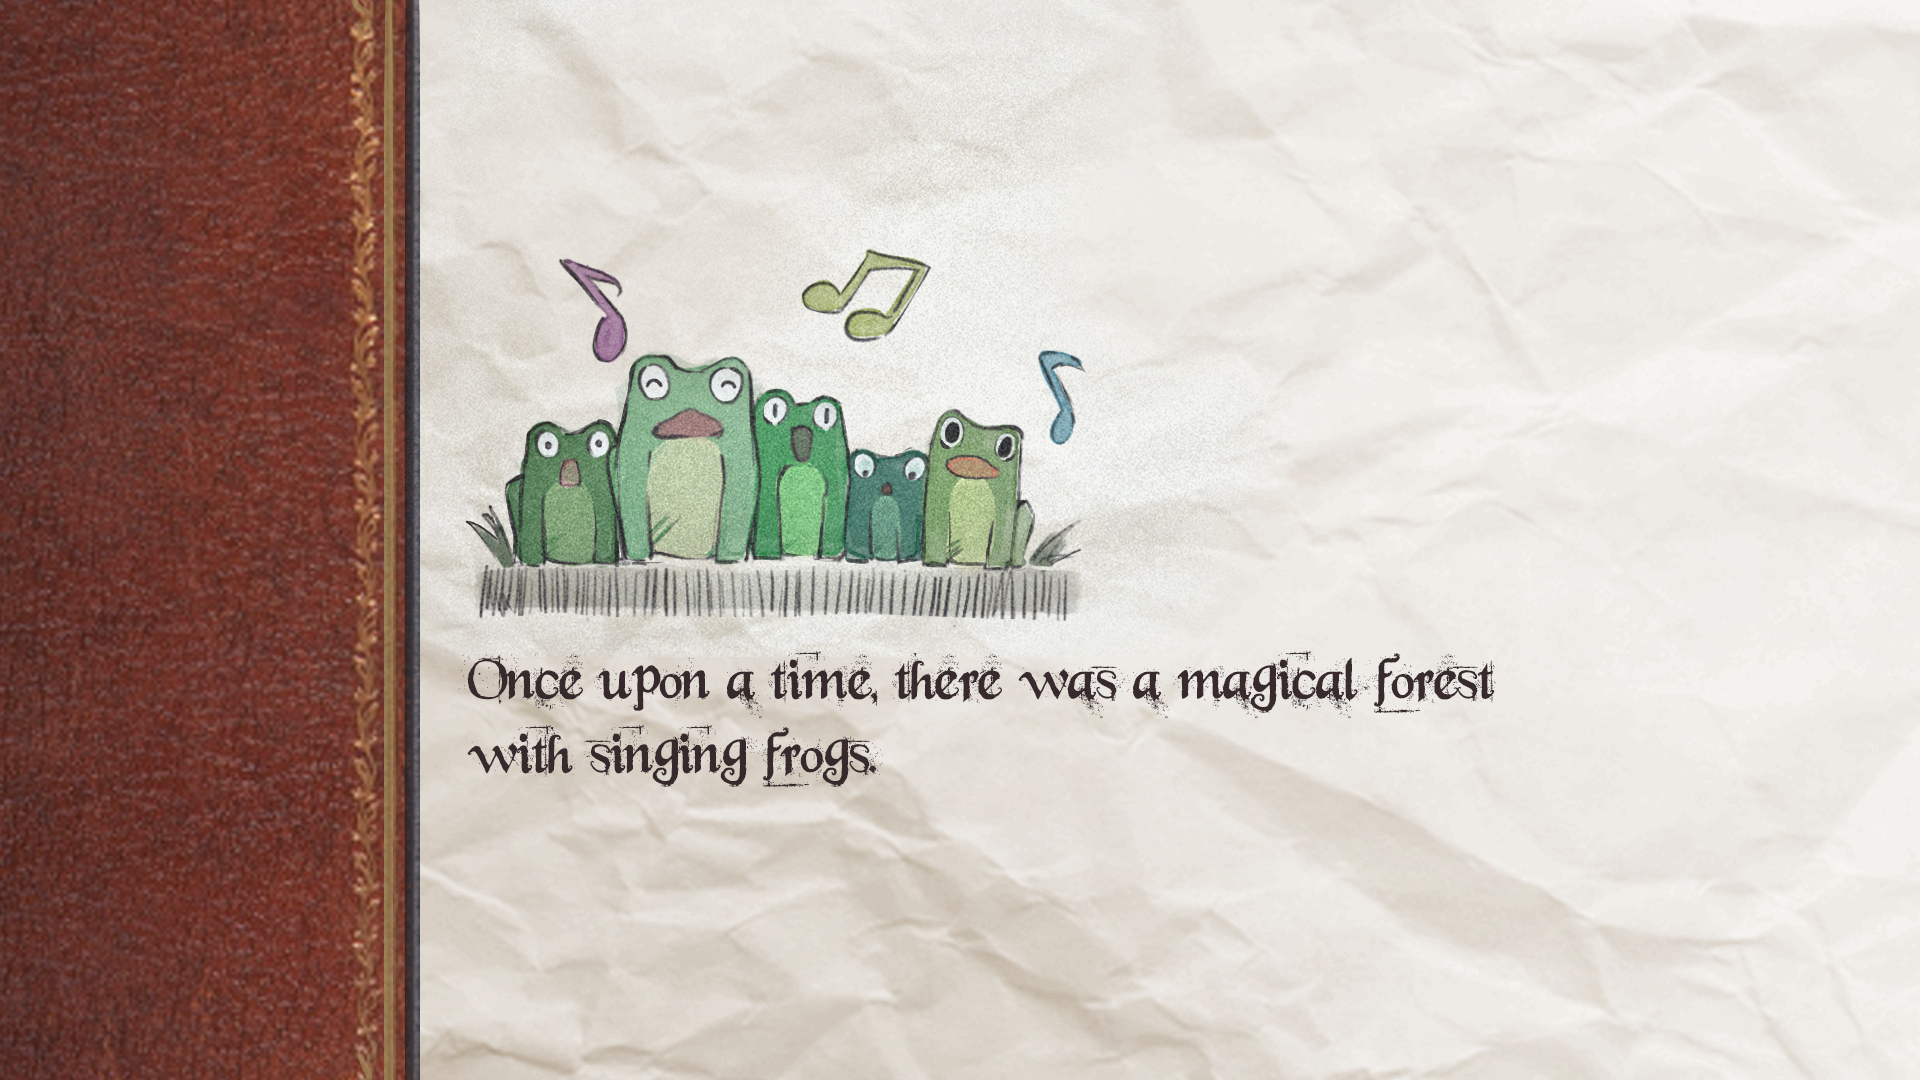 Once upon a time, there was a magical forest
with singing frogs.